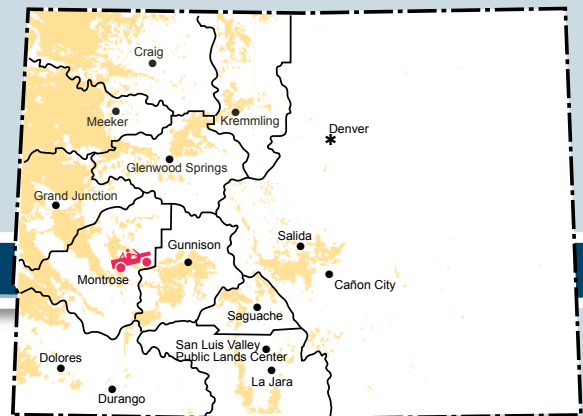 Craig
Meeker
Kremmling
Denver
Glenwood Springs
Grand Junction
Salida
Gunnison
Montrose
Cañon City
Saguache
San Luis Valley
Public Lands Center
Dolores
La Jara
Durango